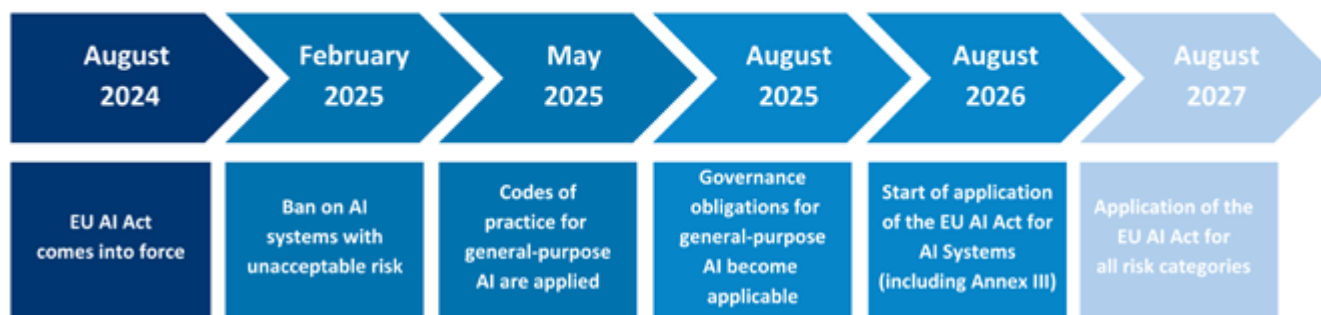 August
2024
February
2025
May
2025
August
2025
August
2026
August
2027
EU AI Act
comes into force
Ban on AI
systems with
unacceptable risk
Codes of
practice for
general-purpose
AI are applied
Governance
obligations for
general-purpose
AI become
applicable
Start of application
of the EU AI Act for
AI Systems
(including Annex III)
Application of the
EU AI Act for
all risk categories